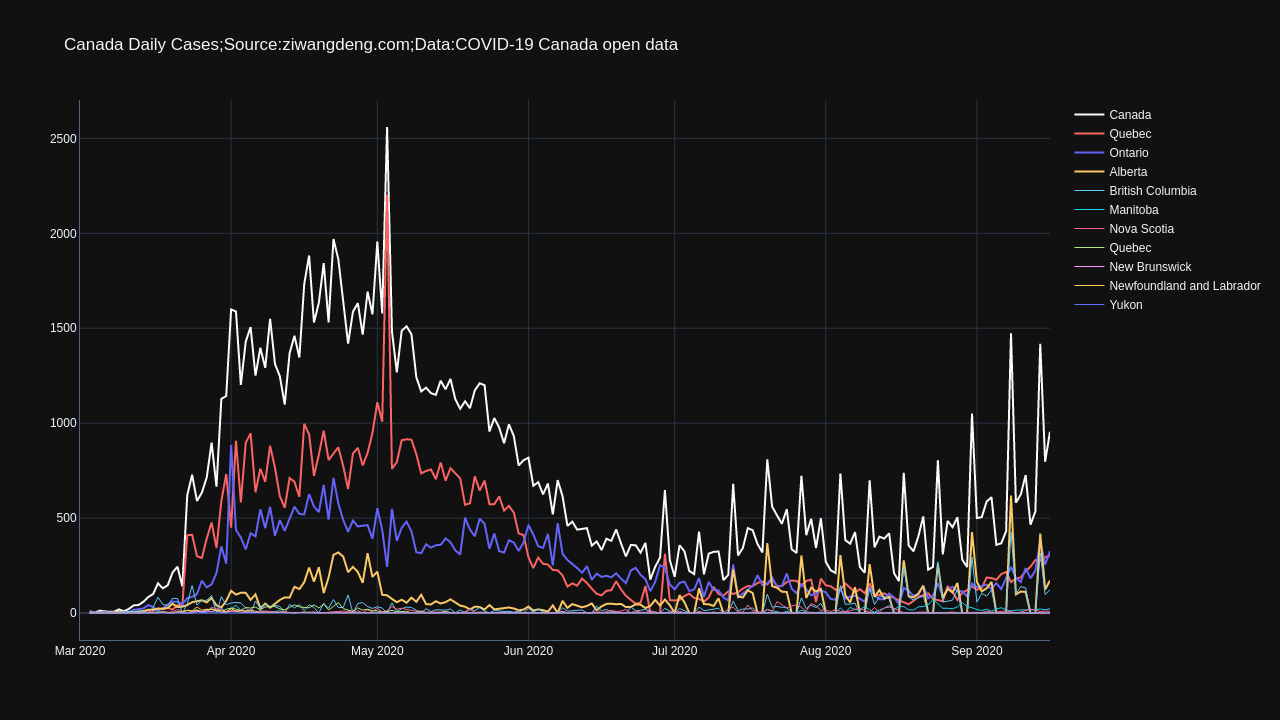 Canada Daily Cases;Source:ziwangdeng.com;Data:COVID-19 Canada open data
2500
2000
1500
1000
500
0
Mar 2020
Apr 2020
May 2020
Jun 2020
Jul 2020
Aug 2020
Sep 2020
Canada
Quebec
Ontario
Alberta
British Columbia
Manitoba
Nova Scotia
Quebec
New Brunswick
Newfoundland and Labrador
Yukon